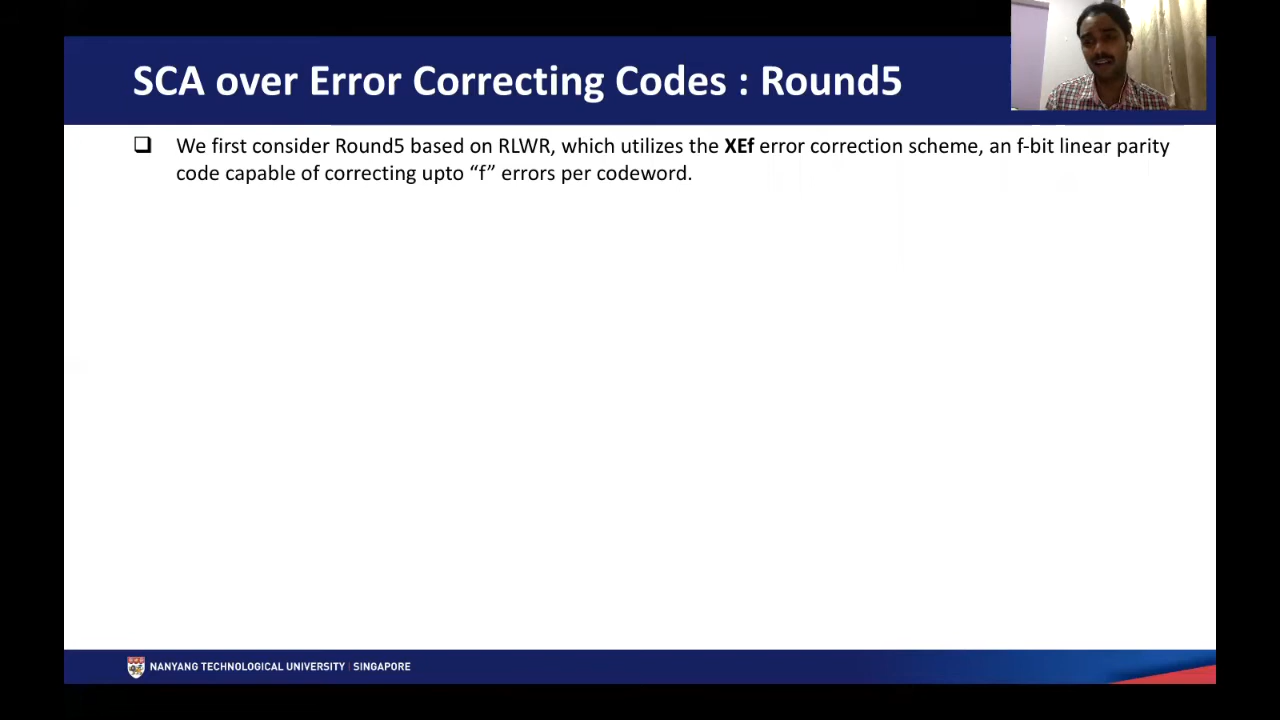 SCA over Error Correcting Codes : Round5
❑ We first consider Round5 based on RLWR, which utilizes the XEf error correction scheme, an f-bit linear parity
code capable of correcting upto “f” errors per codeword.
NANYANG TECHNOLOGICAL UNIVERSITY | SINGAPORE